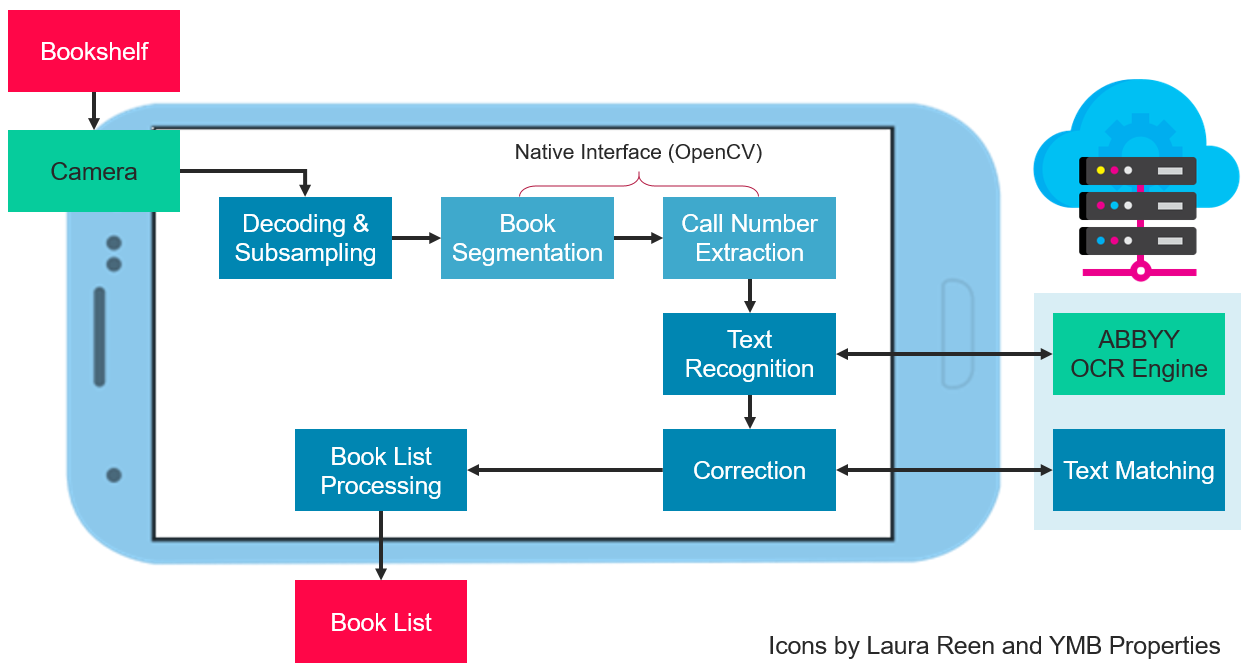 Bookshelf
Camera
Native Interface (OpenCV)
Decoding &
Subsampling
Book
Segmentation
Call Number
Extraction
Text
Recognition
ABBYY
OCR Engine
Book List
Processing
Correction
Text Matching
Book List
Icons by Laura Reen and YMB Properties